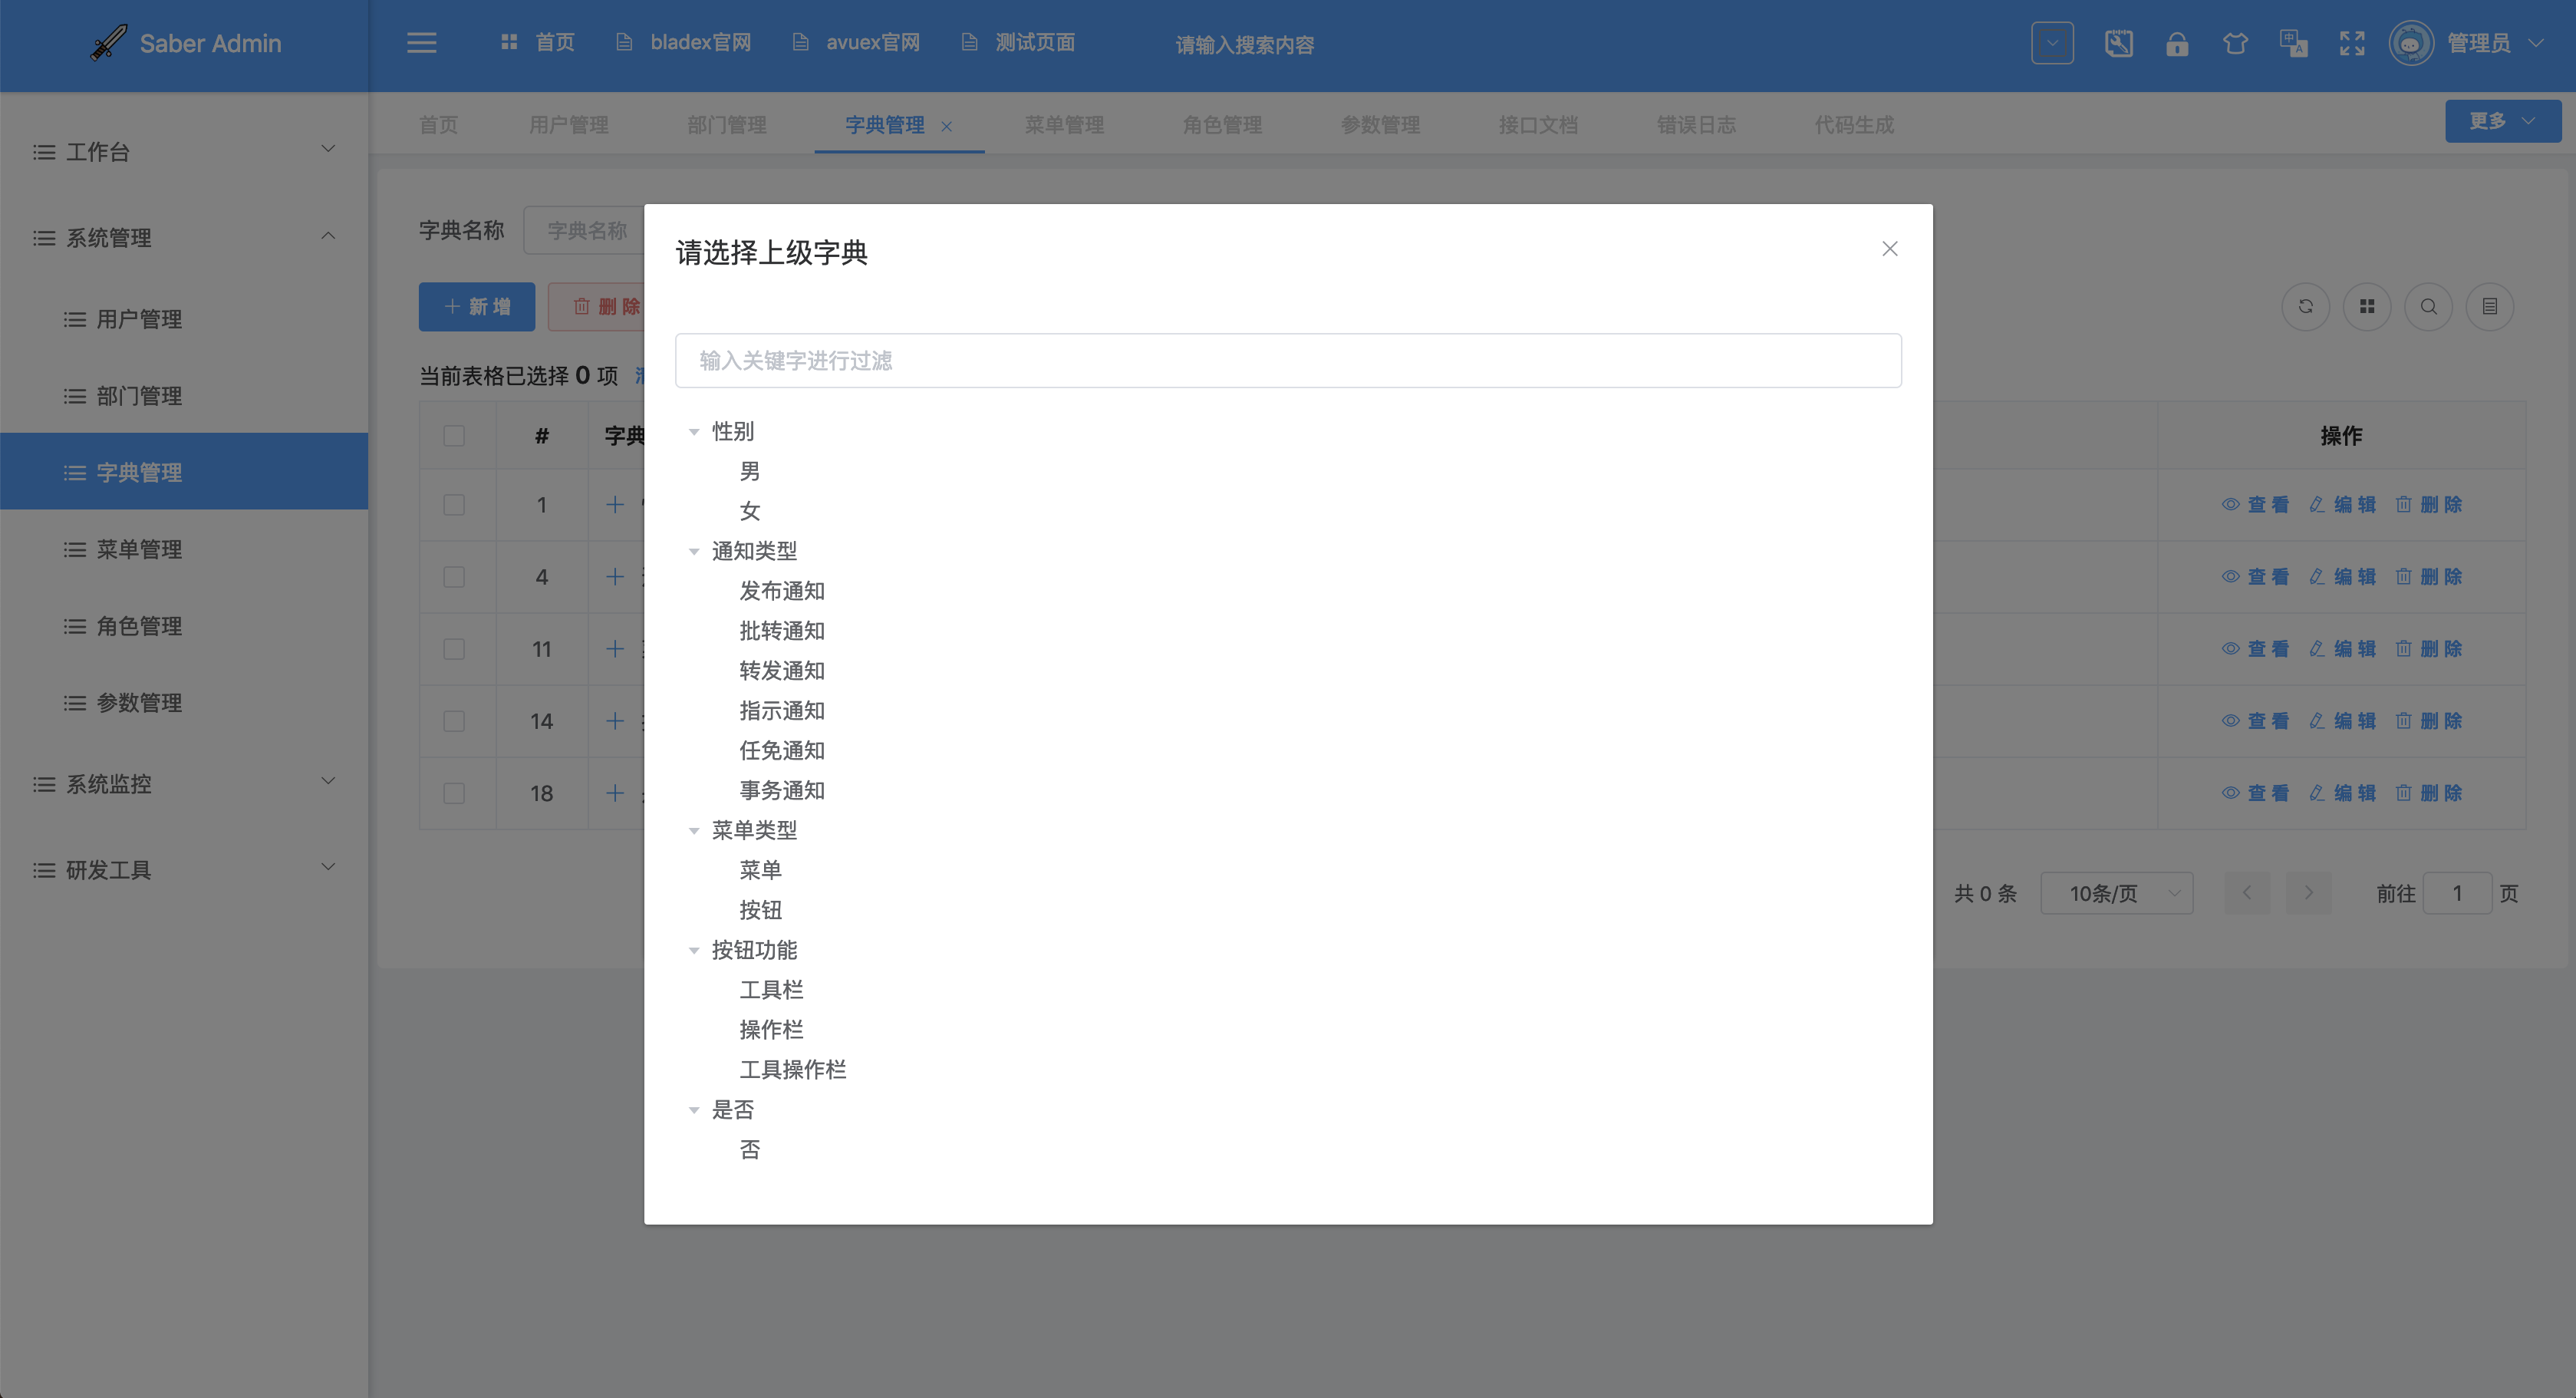 Saber Admin
首页
bladex官网
avuex官网
测试页面
请输入搜索内容
管理员
首页
用户管理
部门管理
字典管理
菜单管理
角色管理
参数管理
接口文档
错误日志
代码生成
更多
工作台
系统管理
用户管理
部门管理
字典管理
菜单管理
角色管理
参数管理
系统监控
研发工具
字典名称
字典名称
新 增
删 除
当前表格已选择 0 项
# 字典 操作
1 查 看 编 辑 删 除
4 查 看 编 辑 删 除
11 查 看 编 辑 删 除
14 查 看 编 辑 删 除
18 查 看 编 辑 删 除
共 0 条 10条/页 前往 1 页
请选择上级字典
输入关键字进行过滤
性别
男
女
通知类型
发布通知
批转通知
转发通知
指示通知
任免通知
事务通知
菜单类型
菜单
按钮
按钮功能
工具栏
操作栏
工具操作栏
是否
否